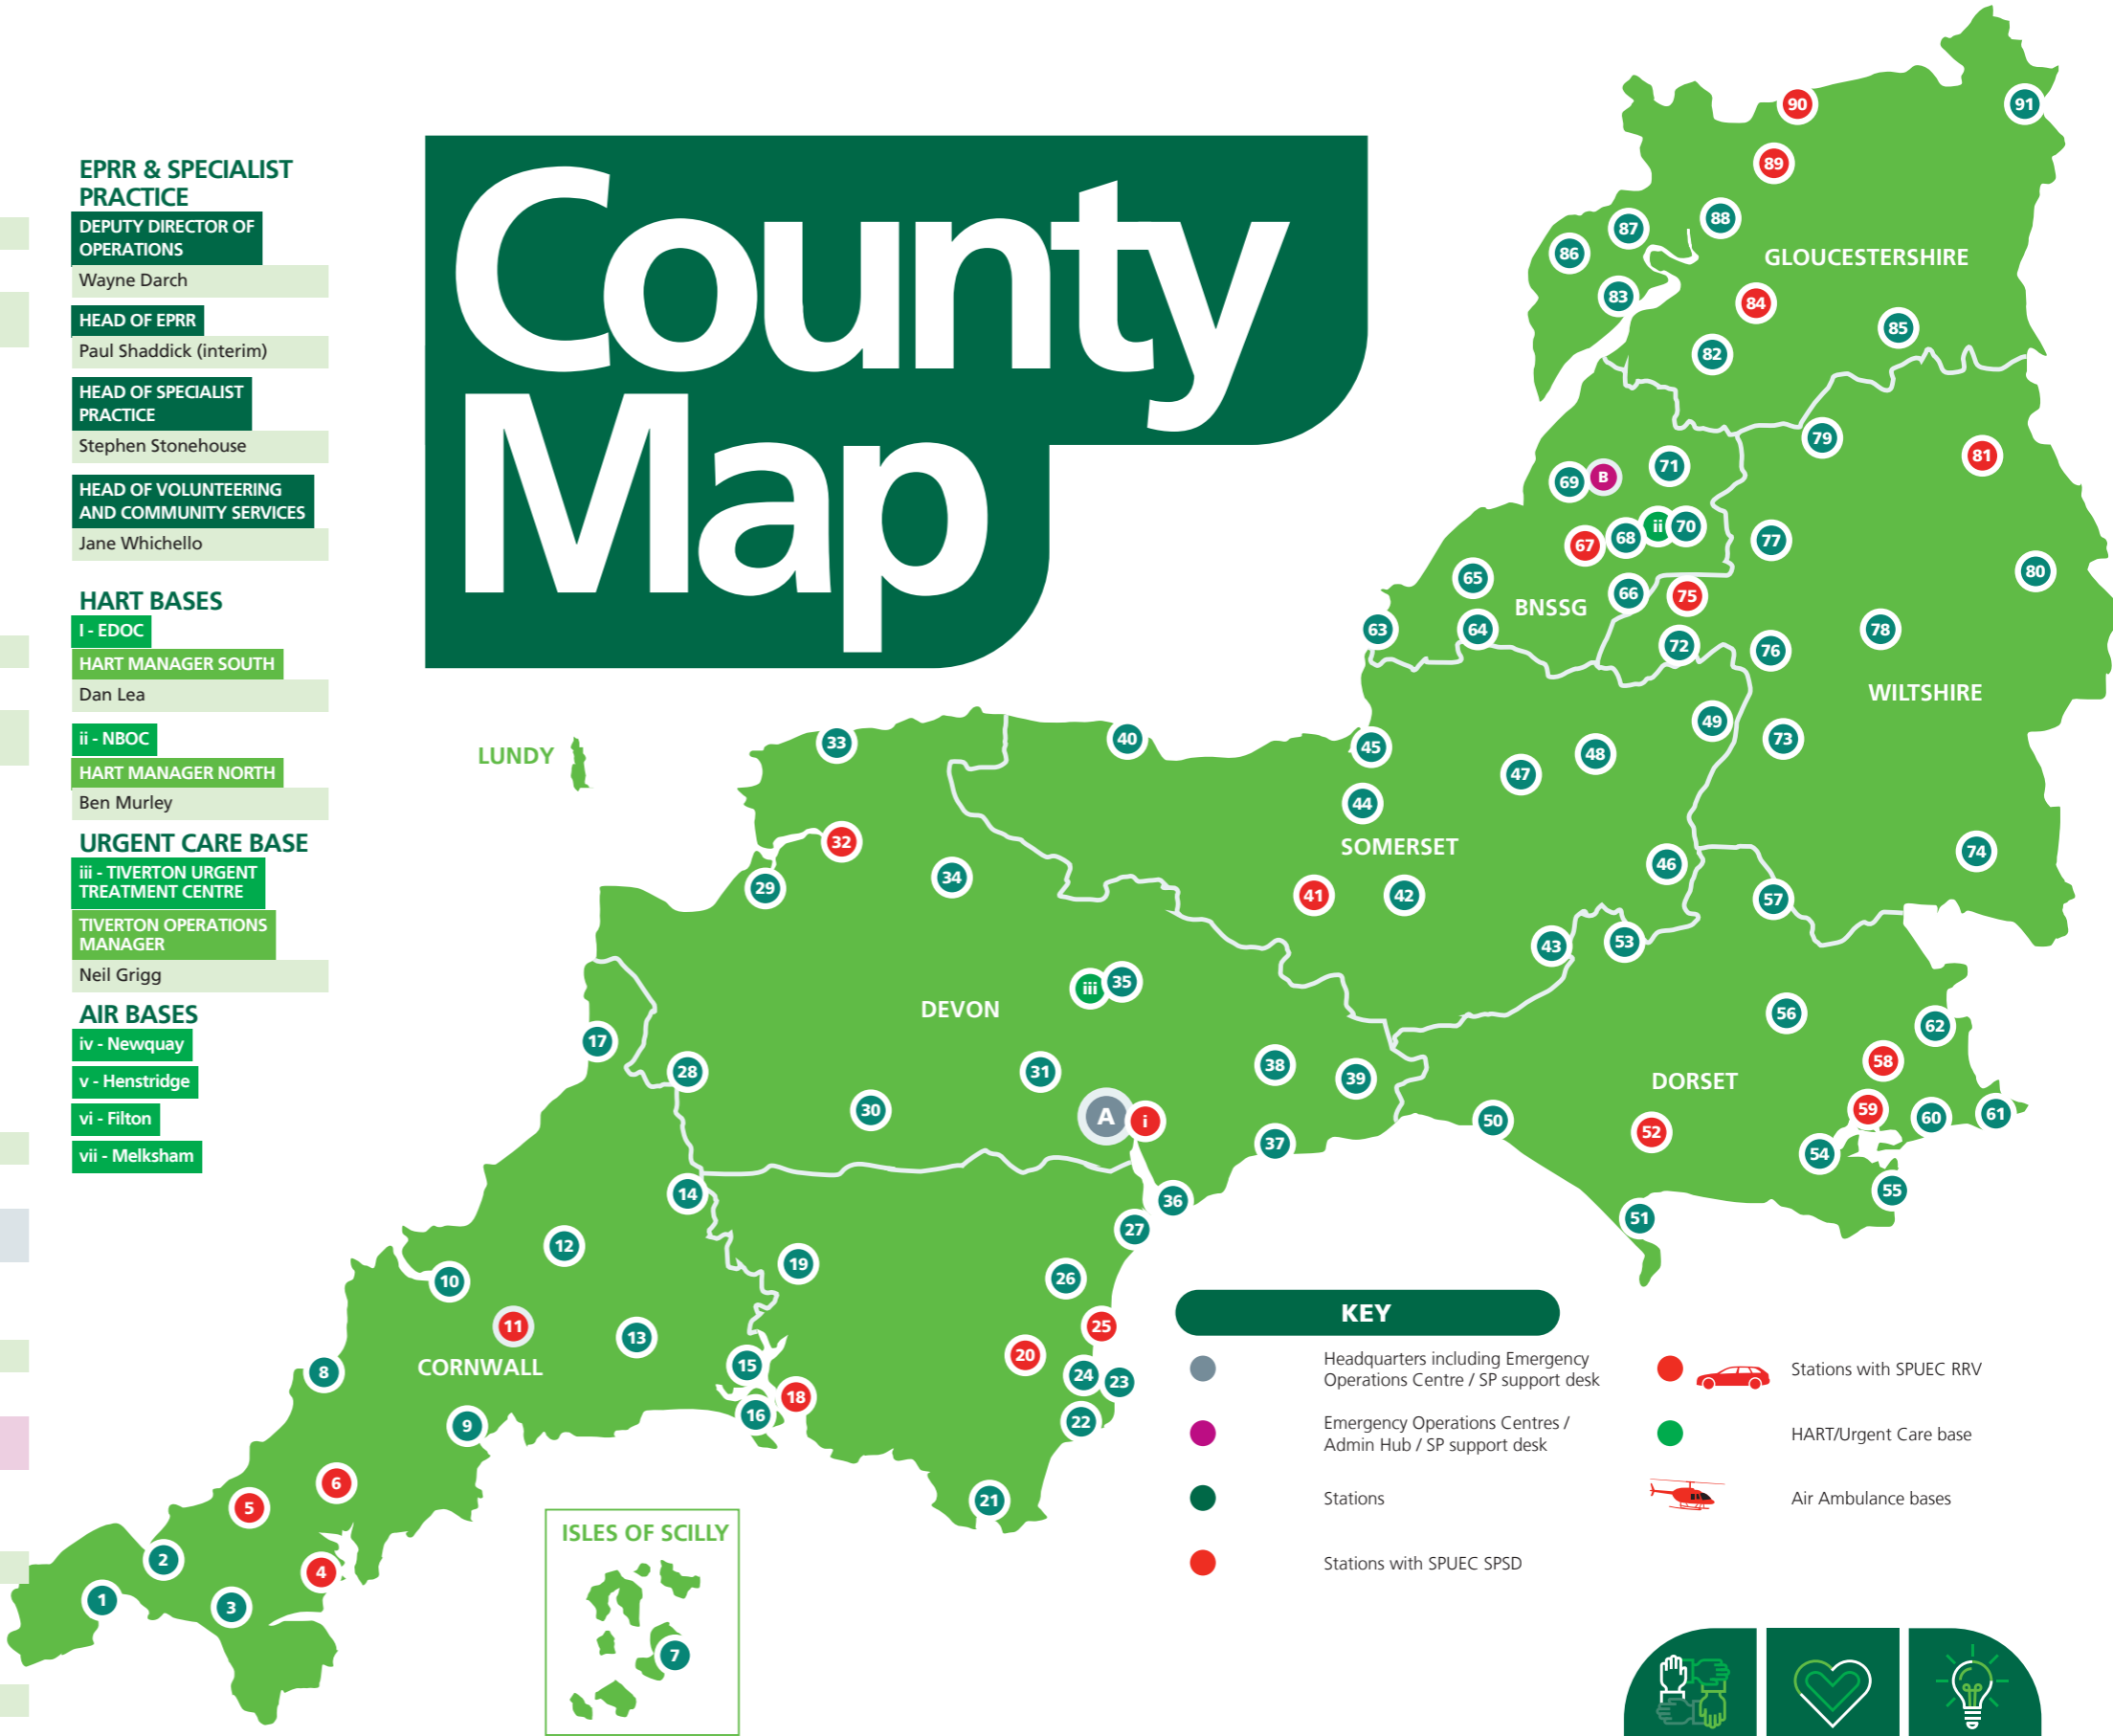 EPRR & SPECIALIST
PRACTICE
DEPUTY DIRECTOR OF
OPERATIONS
Wayne Darch
HEAD OF EPRR
Paul Shaddick (interim)
HEAD OF SPECIALIST
PRACTICE
Stephen Stonehouse
HEAD OF VOLUNTEERING
AND COMMUNITY SERVICES
Jane Whichello
HART BASES
I - EDOC
HART MANAGER SOUTH
Dan Lea
ii - NBOC
HART MANAGER NORTH
Ben Murley
URGENT CARE BASE
iii - TIVERTON URGENT
TREATMENT CENTRE
TIVERTON OPERATIONS
MANAGER
Neil Grigg
AIR BASES
iv - Newquay
v - Henstridge
vi - Filton
vii - Melksham
County
Map
90
91
89
88
87
86
GLOUCESTERSHIRE
83
84
85
82
79
81
71
69
B
ii
70
68
67
77
80
65
66
75
BNSSG
63
64
78
72
76
WILTSHIRE
49
73
LUNDY
33
40
45
48
47
44
32
SOMERSET
46
74
34
29
41
42
57
43
53
iii
35
DEVON
56
62
17
28
31
38
39
58
DORSET
30
A
i
50
59
60
61
52
37
54
55
14
36
51
27
12
19
10
26
11
13
25
20
CORNWALL
8
15
24
23
18
16
22
9
6
5
21
2
4
1
3
ISLES OF SCILLY
7
KEY
Headquarters including Emergency
Operations Centre / SP support desk
Emergency Operations Centres /
Admin Hub / SP support desk
Stations
Stations with SPUEC SPSD
Stations with SPUEC RRV
HART/Urgent Care base
Air Ambulance bases